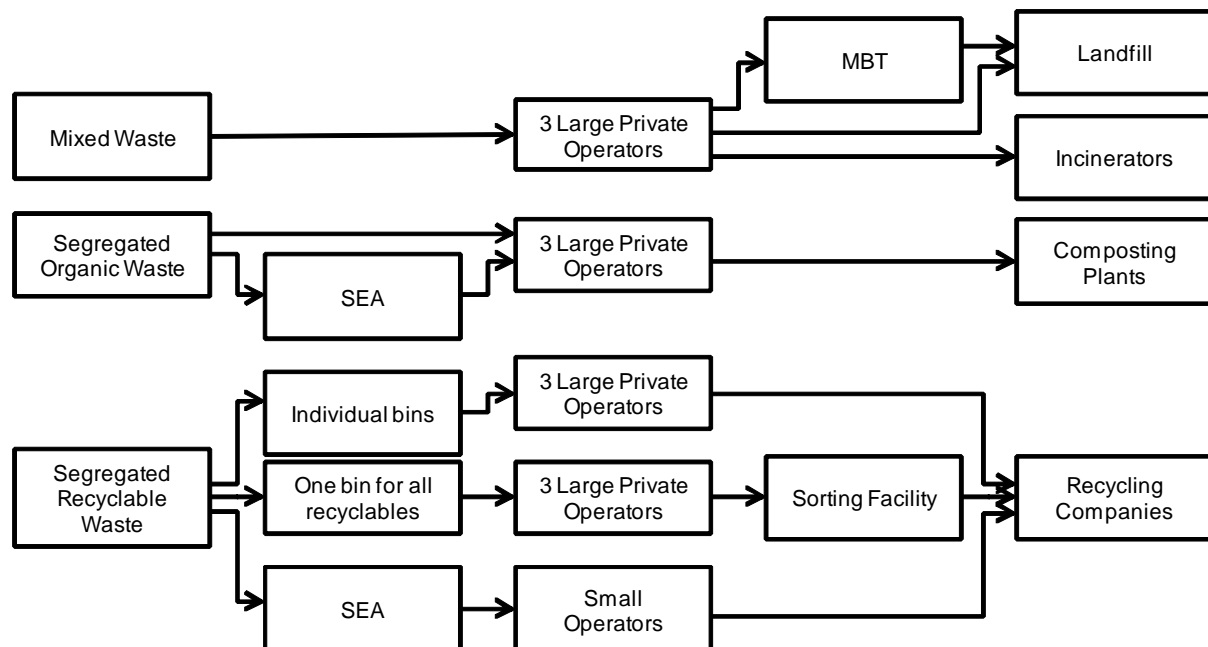 MBT
Landfill
Mixed Waste
3 Large Private
Operators
Incinerators
Segregated
Organic Waste
3 Large Private
Operators
Composting
Plants
SEA
Individual bins
3 Large Private
Operators
Segregated
Recyclable
Waste
One bin for all
recyclables
3 Large Private
Operators
Sorting Facility
Recycling
Companies
SEA
Small
Operators